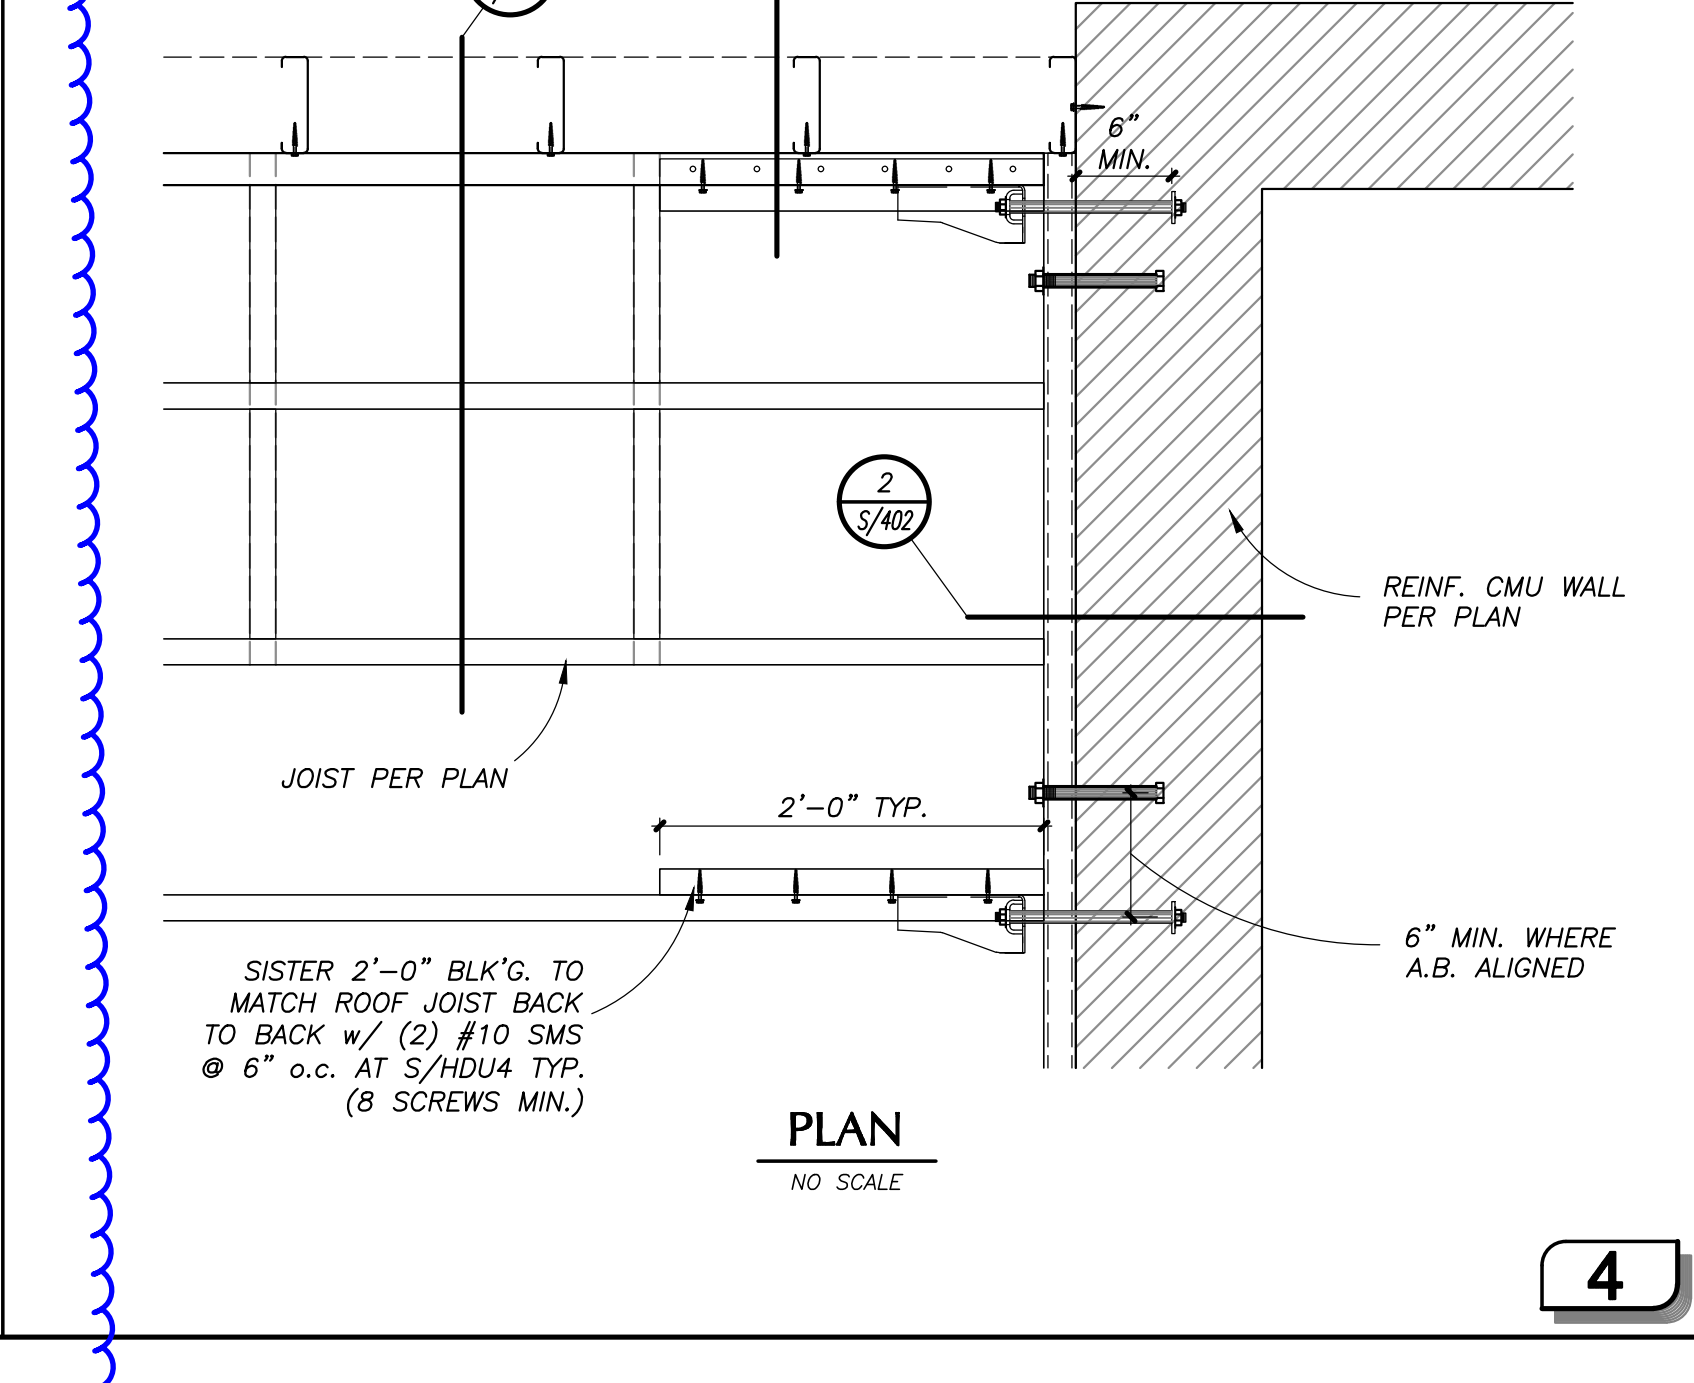 6"
MIN.
2
S/402
REINF. CMU WALL
PER PLAN
JOIST PER PLAN
2'-0" TYP.
6" MIN. WHERE
A.B. ALIGNED
SISTER 2'-0" BLK'G. TO
MATCH ROOF JOIST BACK
TO BACK w/ (2) #10 SMS
@ 6" o.c. AT S/HDU4 TYP.
(8 SCREWS MIN.)
PLAN
NO SCALE
4